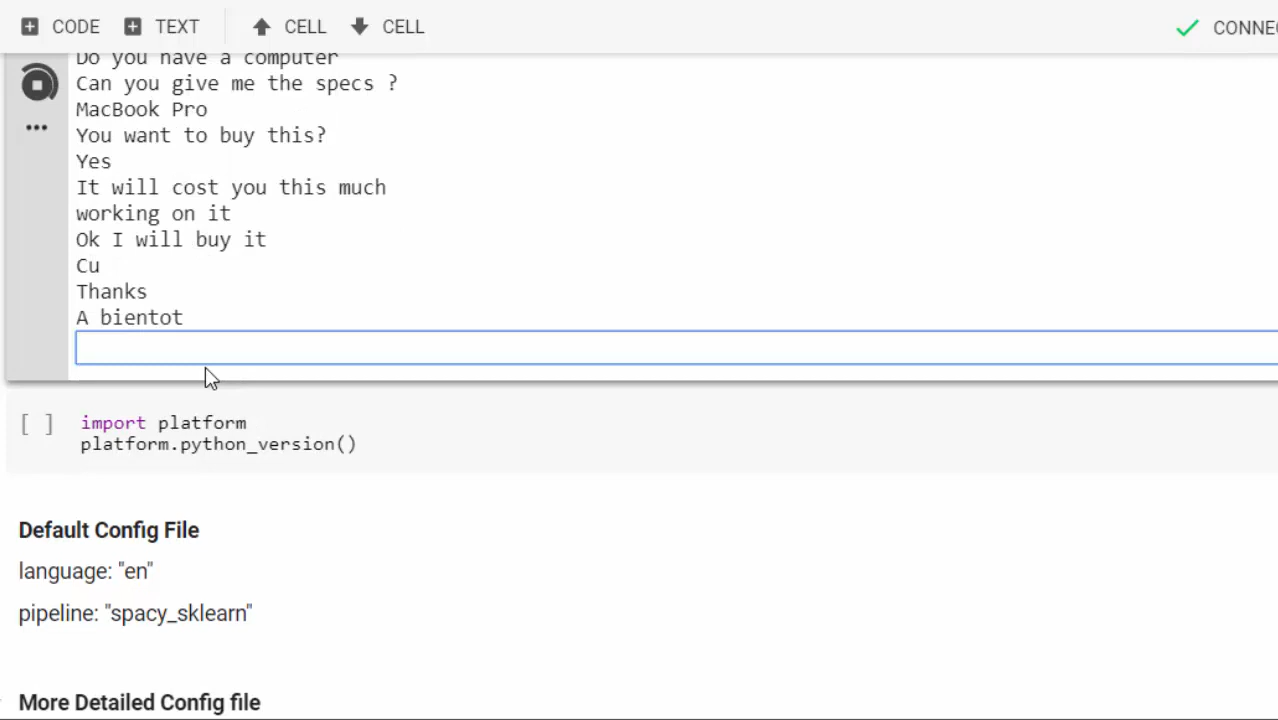 CODE TEXT CELL CELL CONNEC
Do you have a computer
Can you give me the specs ?
MacBook Pro
You want to buy this?
Yes
It will cost you this much
working on it
Ok I will buy it
Cu
Thanks
A bientot
[ ] import platform
platform.python_version()
Default Config File
language: "en"
pipeline: "spacy_sklearn"
More Detailed Config file